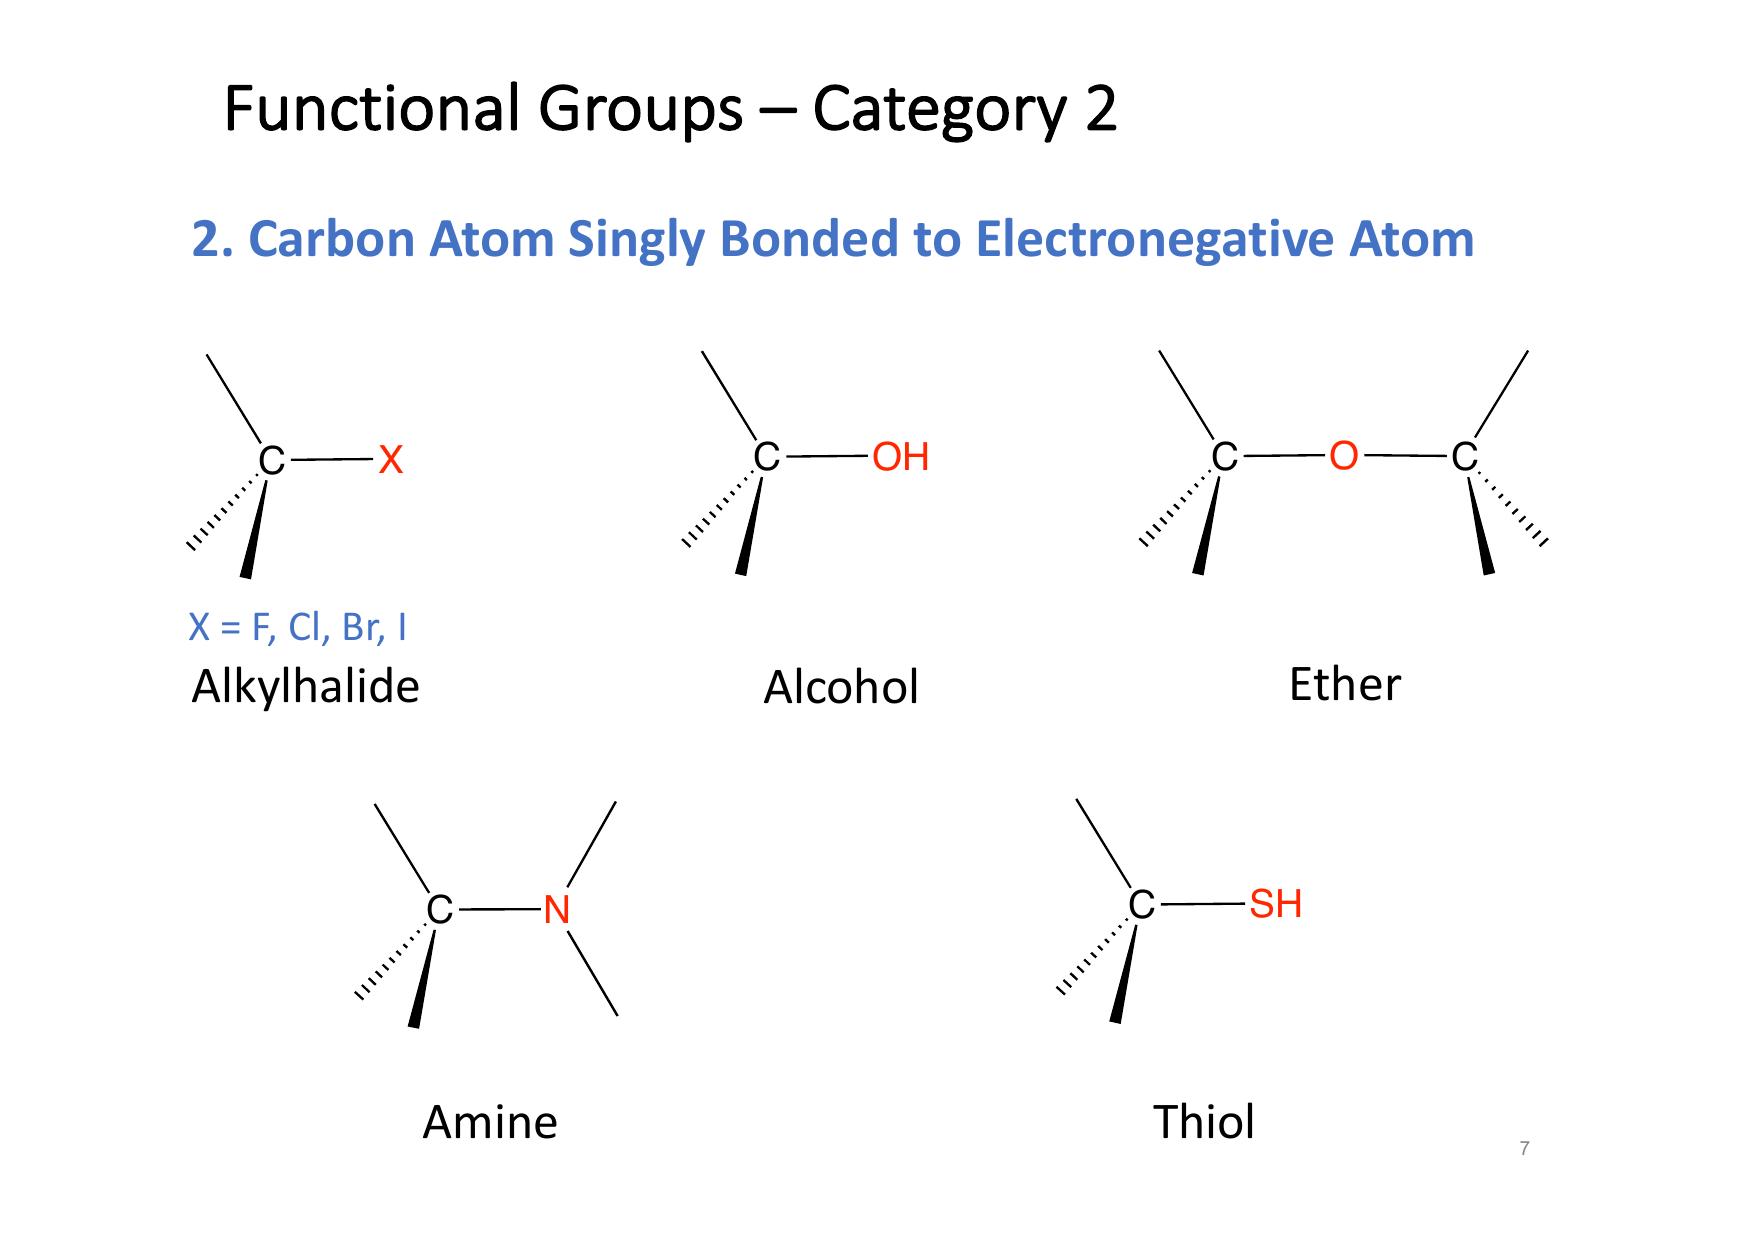 Functional Groups – Category 2
2. Carbon Atom Singly Bonded to Electronegative Atom
C X
C OH
C O C
X = F, Cl, Br, I
Alkylhalide
Alcohol
Ether
C N
C SH
Amine
Thiol
7